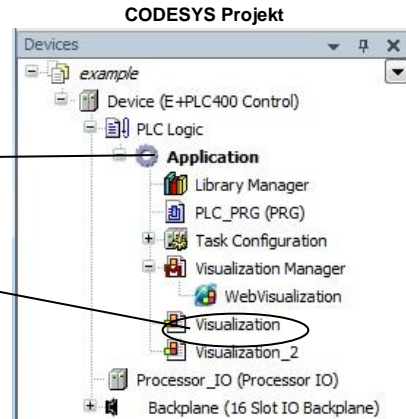 CODESYS Projekt
Devices
example
Device (E+PLC400 Control)
PLC Logic
Application
Library Manager
PLC_PRG (PRG)
Task Configuration
Visualization Manager
WebVisualization
Visualization
Visualization_2
Processor_IO (Processor IO)
Backplane (16 Slot IO Backplane)